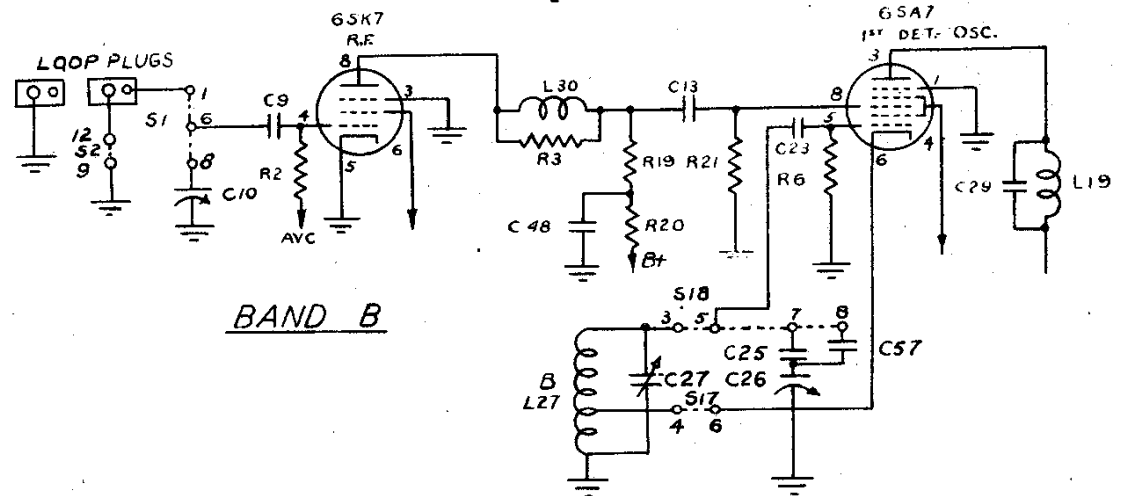 6SK7
R.F.
6SA7
1ST DET.- OSC.
LOOP PLUGS
8
3
3
1
L30
C13
1
S1
6
C9
4
8
5
12
S2
9
8
R2
5
6
R3
R19
R21
C23
6
4
R6
C29
L19
C10
AVC
C48
R20
B+
BAND B
S18
3
5
7
8
C25
C57
B
L27
C27
C26
S17
4
6